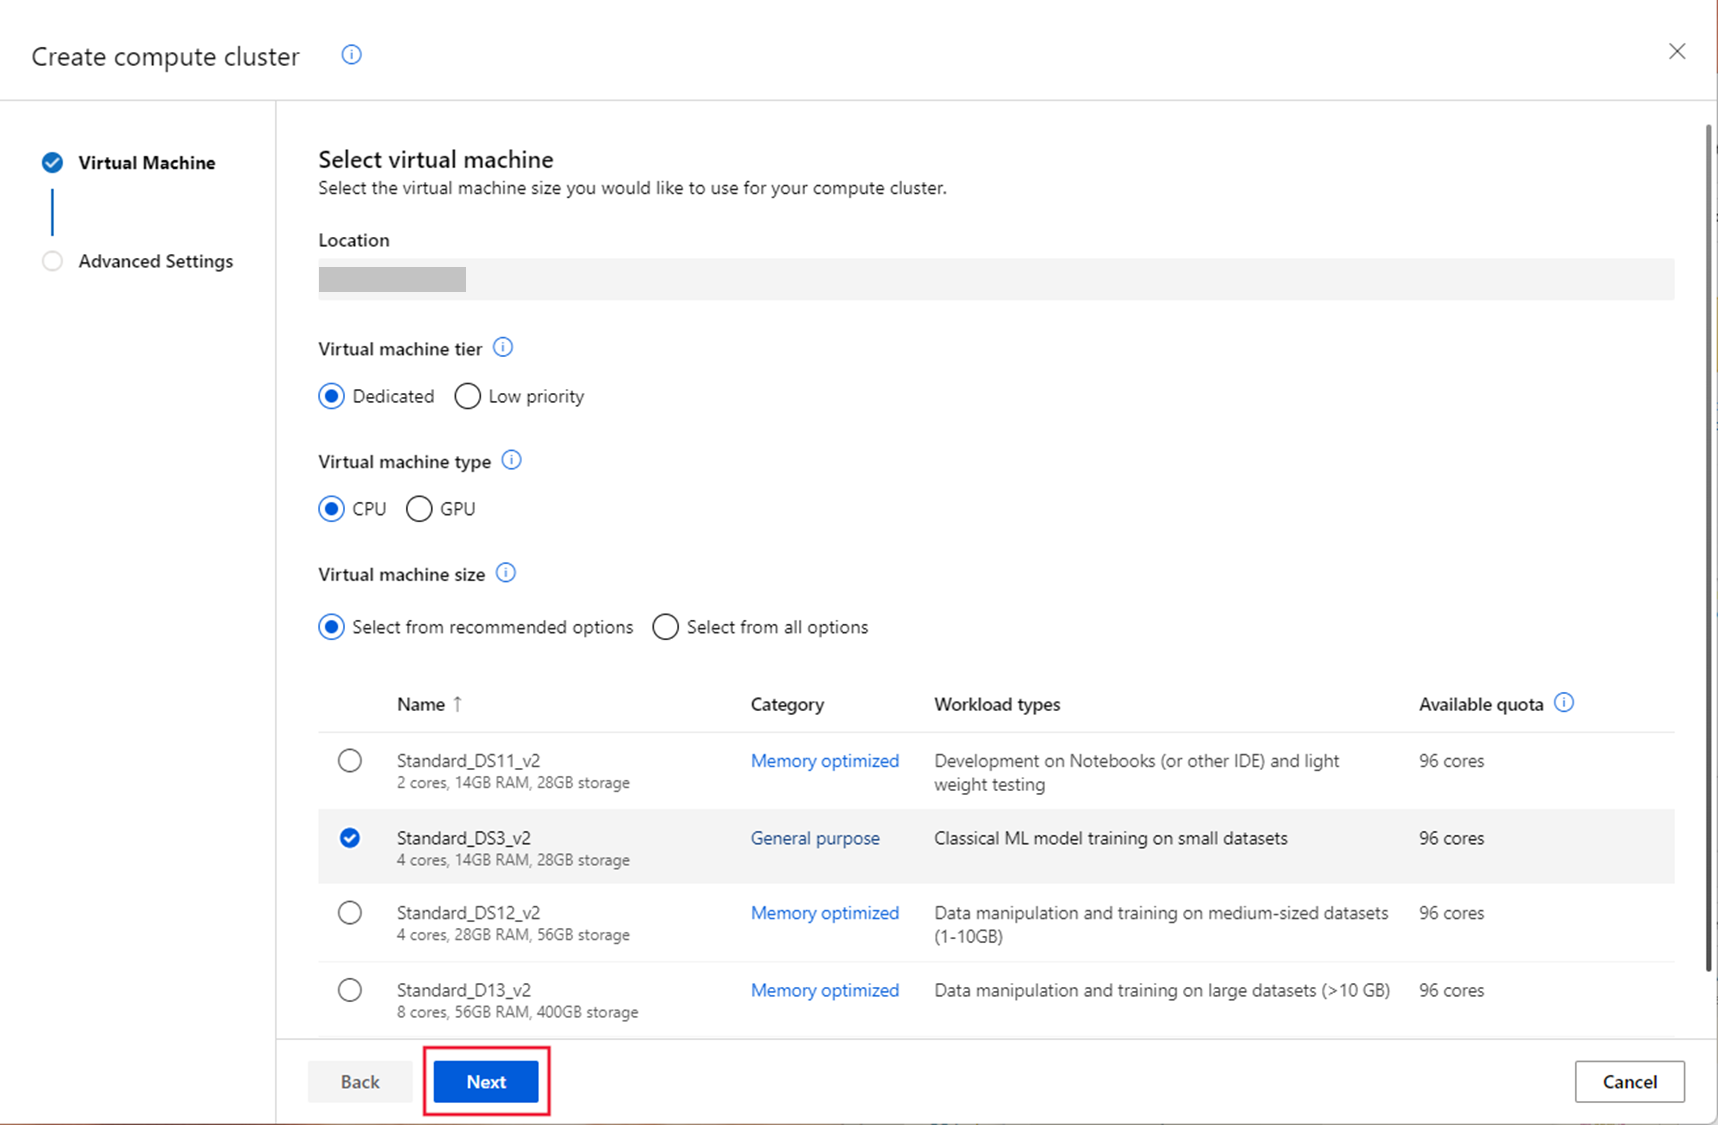 Create compute cluster
Virtual Machine
Advanced Settings
Select virtual machine
Select the virtual machine size you would like to use for your compute cluster.
Location
Virtual machine tier
Dedicated Low priority
Virtual machine type
CPU GPU
Virtual machine size
Select from recommended options Select from all options
Name ↑ Category Workload types Available quota
Standard_DS11_v2 Memory optimized Development on Notebooks (or other IDE) and light 96 cores
2 cores, 14GB RAM, 28GB storage weight testing
Standard_DS3_v2 General purpose Classical ML model training on small datasets 96 cores
4 cores, 14GB RAM, 28GB storage
Standard_DS12_v2 Memory optimized Data manipulation and training on medium-sized datasets 96 cores
4 cores, 28GB RAM, 56GB storage (1-10GB)
Standard_D13_v2 Memory optimized Data manipulation and training on large datasets (>10 GB) 96 cores
8 cores, 56GB RAM, 400GB storage
Back Next Cancel